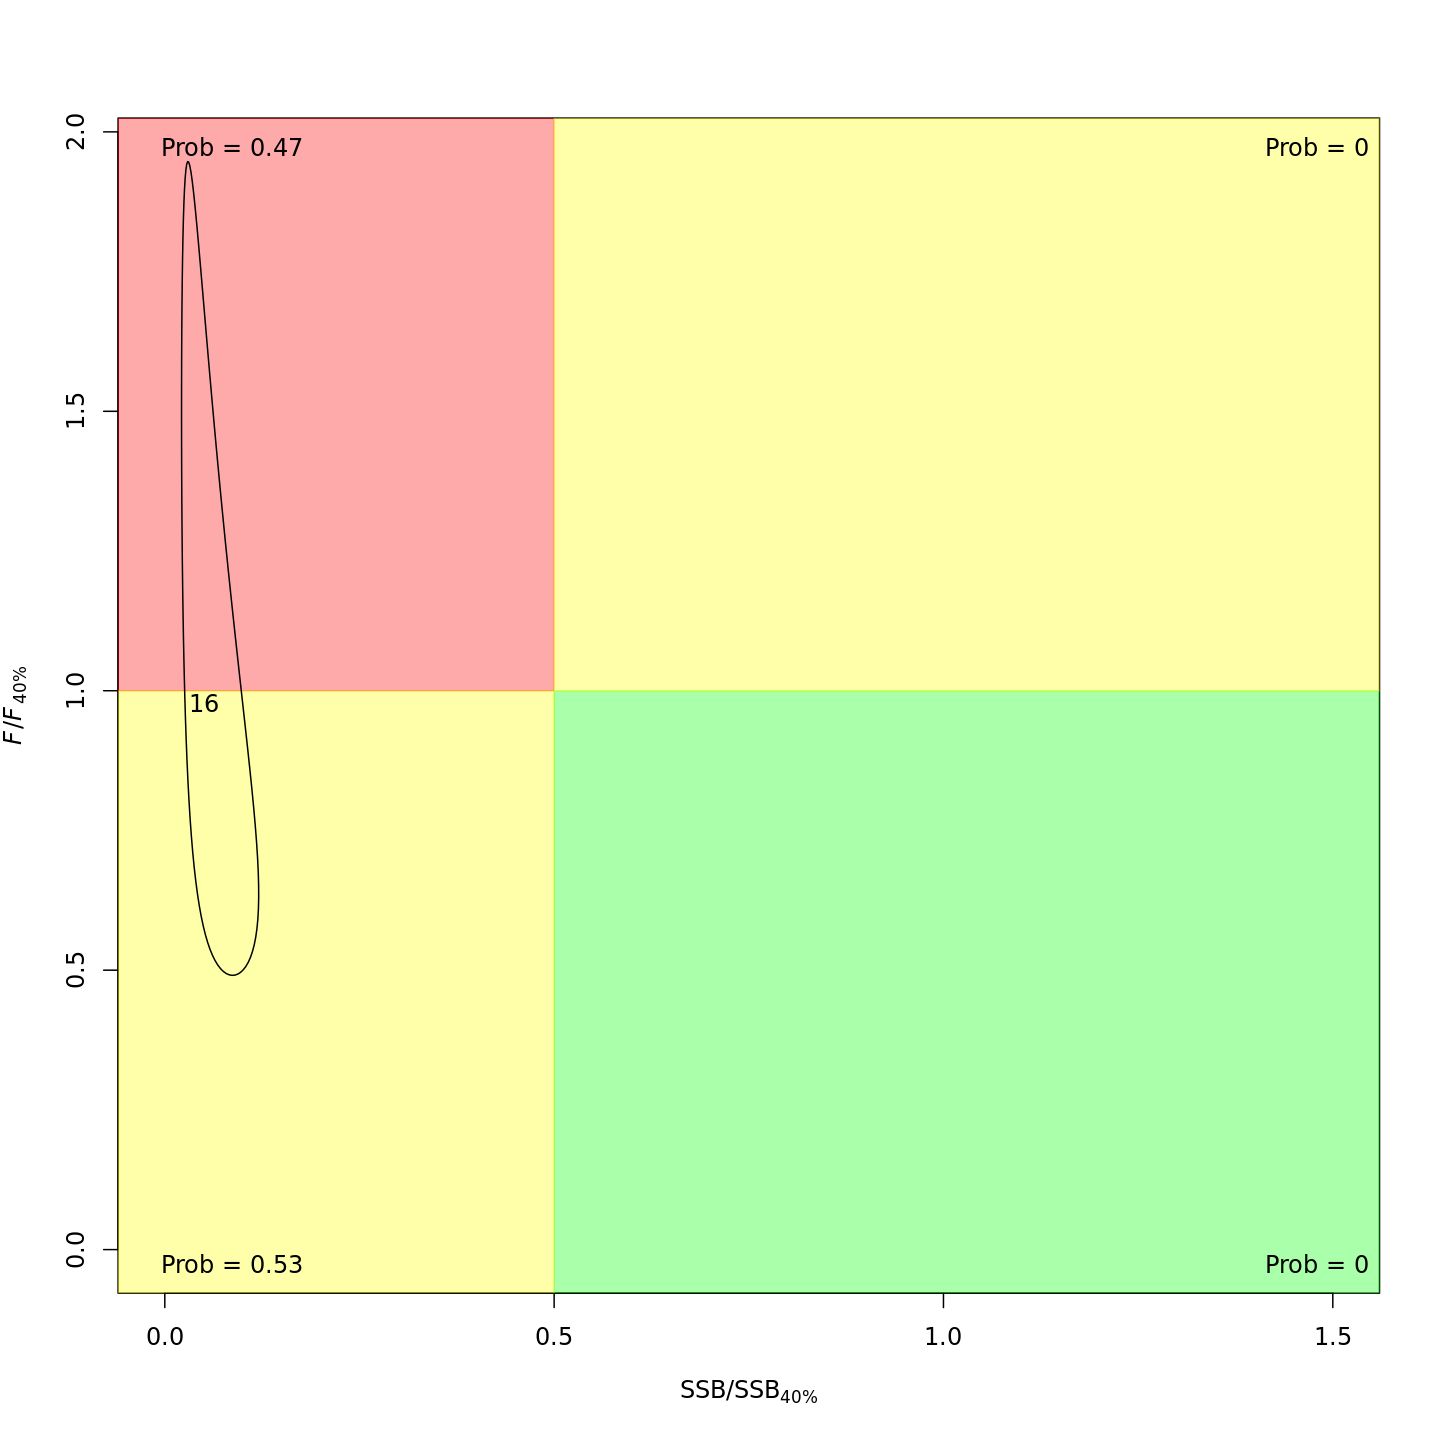 Prob = 0.47
Prob = 0
16
Prob = 0.53
Prob = 0
2.0
1.5
1.0
0.5
0.0
F/F40%
0.0 0.5 1.0 1.5
SSB/SSB40%